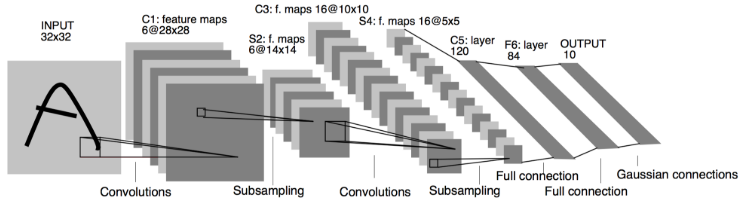 INPUT
32x32
C1: feature maps
6@28x28
S2: f. maps
6@14x14
C3: f. maps 16@10x10
S4: f. maps 16@5x5
C5: layer
120
F6: layer
84
OUTPUT
10
A
Convolutions
Subsampling
Convolutions
Subsampling
Full connection
Full connection
Gaussian connections